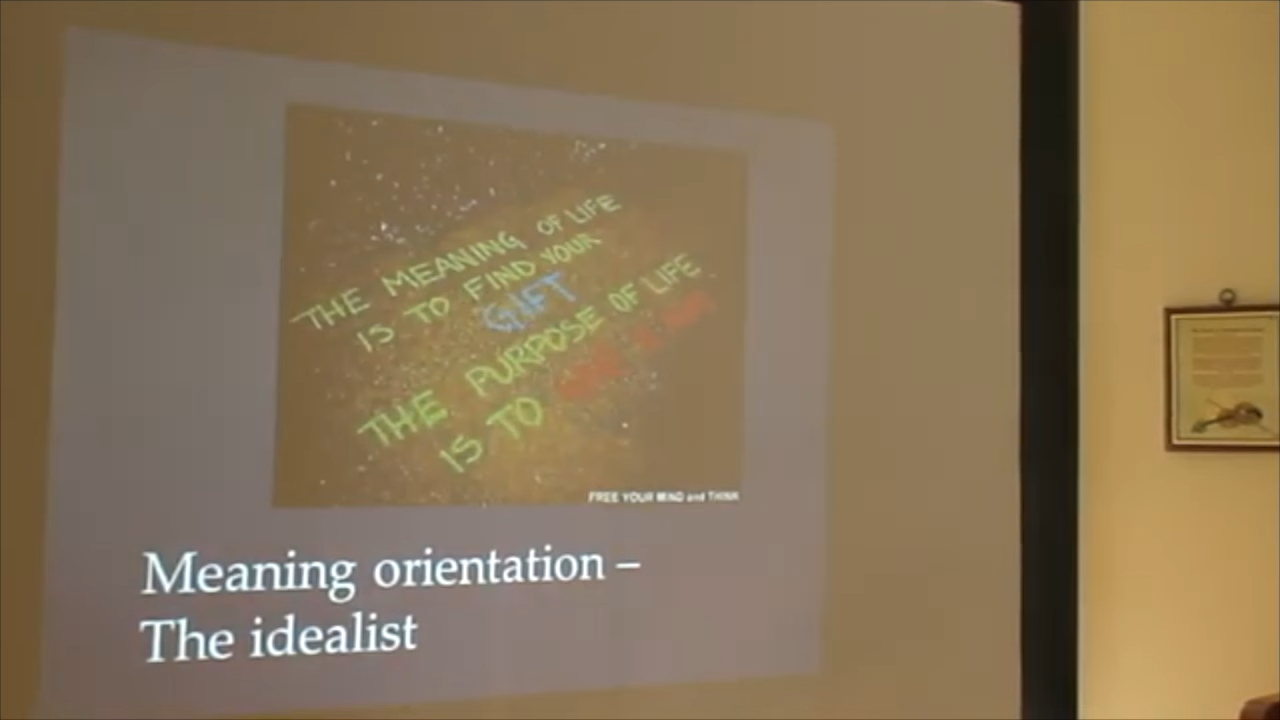 THE MEANING OF LIFE
IS TO FIND YOUR
GIFT
THE PURPOSE OF LIFE
IS TO
FREE YOUR MIND and THINK
Meaning orientation –
The idealist